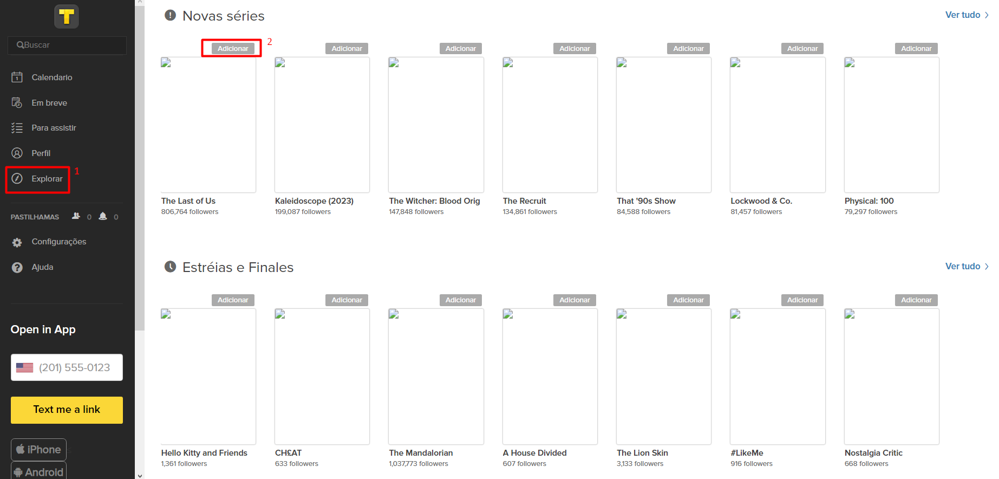 T
Buscar
1
Calendario
Em breve
Para assistir
Perfil
Explorar
1
PASTILHAMAS 0 0
Configurações
Ajuda
Open in App
(201) 555-0123
Text me a link
iPhone
Android
! Novas séries
Ver tudo
2
Adicionar Adicionar Adicionar Adicionar Adicionar Adicionar Adicionar
The Last of Us Kaleidoscope (2023) The Witcher: Blood Orig The Recruit That '90s Show Lockwood & Co. Physical: 100
806,764 followers 199,087 followers 147,848 followers 134,861 followers 84,588 followers 81,457 followers 79,297 followers
Estréias e Finales
Ver tudo
Adicionar Adicionar Adicionar Adicionar Adicionar Adicionar Adicionar
Hello Kitty and Friends CH£AT The Mandalorian A House Divided The Lion Skin #LikeMe Nostalgia Critic
1,361 followers 633 followers 1,037,773 followers 607 followers 3,133 followers 916 followers 668 followers